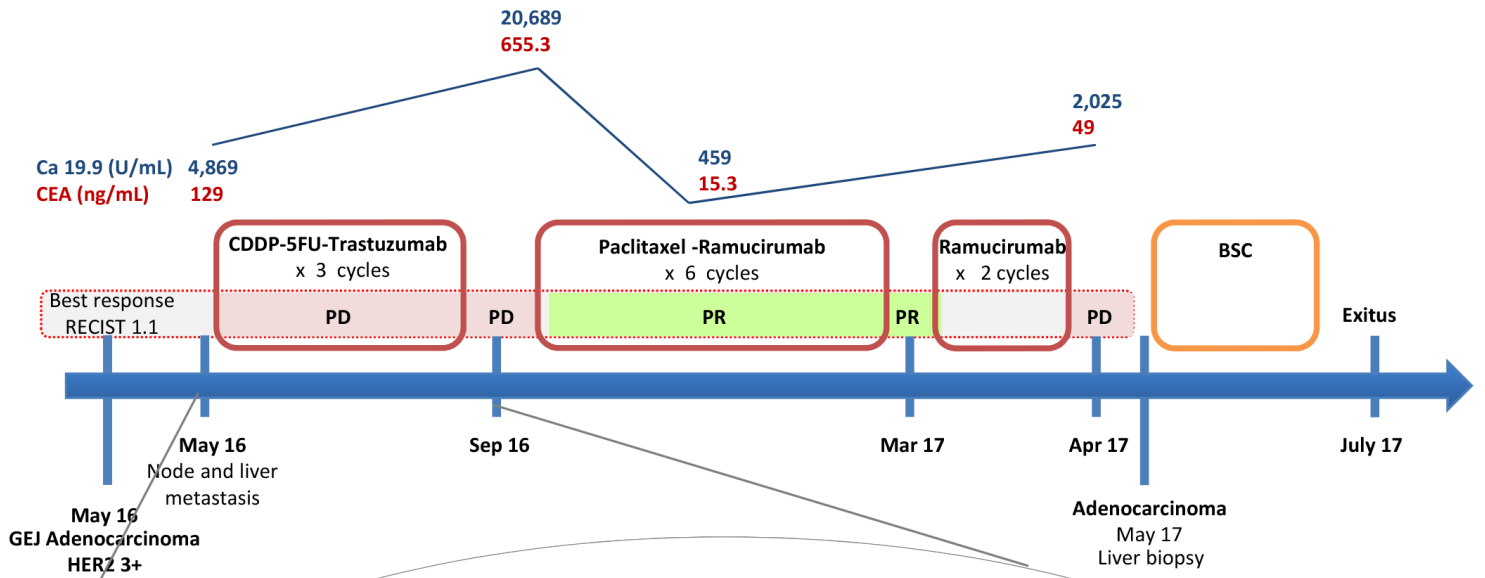 20,689
655.3
2,025
49
459
15.3
Ca 19.9 (U/mL) 4,869
CEA (ng/mL) 129
CDDP-5FU-Trastuzumab
x 3 cycles
Paclitaxel -Ramucirumab
x 6 cycles
Ramucirumab
x 2 cycles
BSC
Best response
RECIST 1.1
PD
PD
PR
PR
PD
Exitus
May 16
Node and liver
metastasis
Sep 16
Mar 17
Apr 17
July 17
May 16
GEJ Adenocarcinoma
HER2 3+
Adenocarcinoma
May 17
Liver biopsy